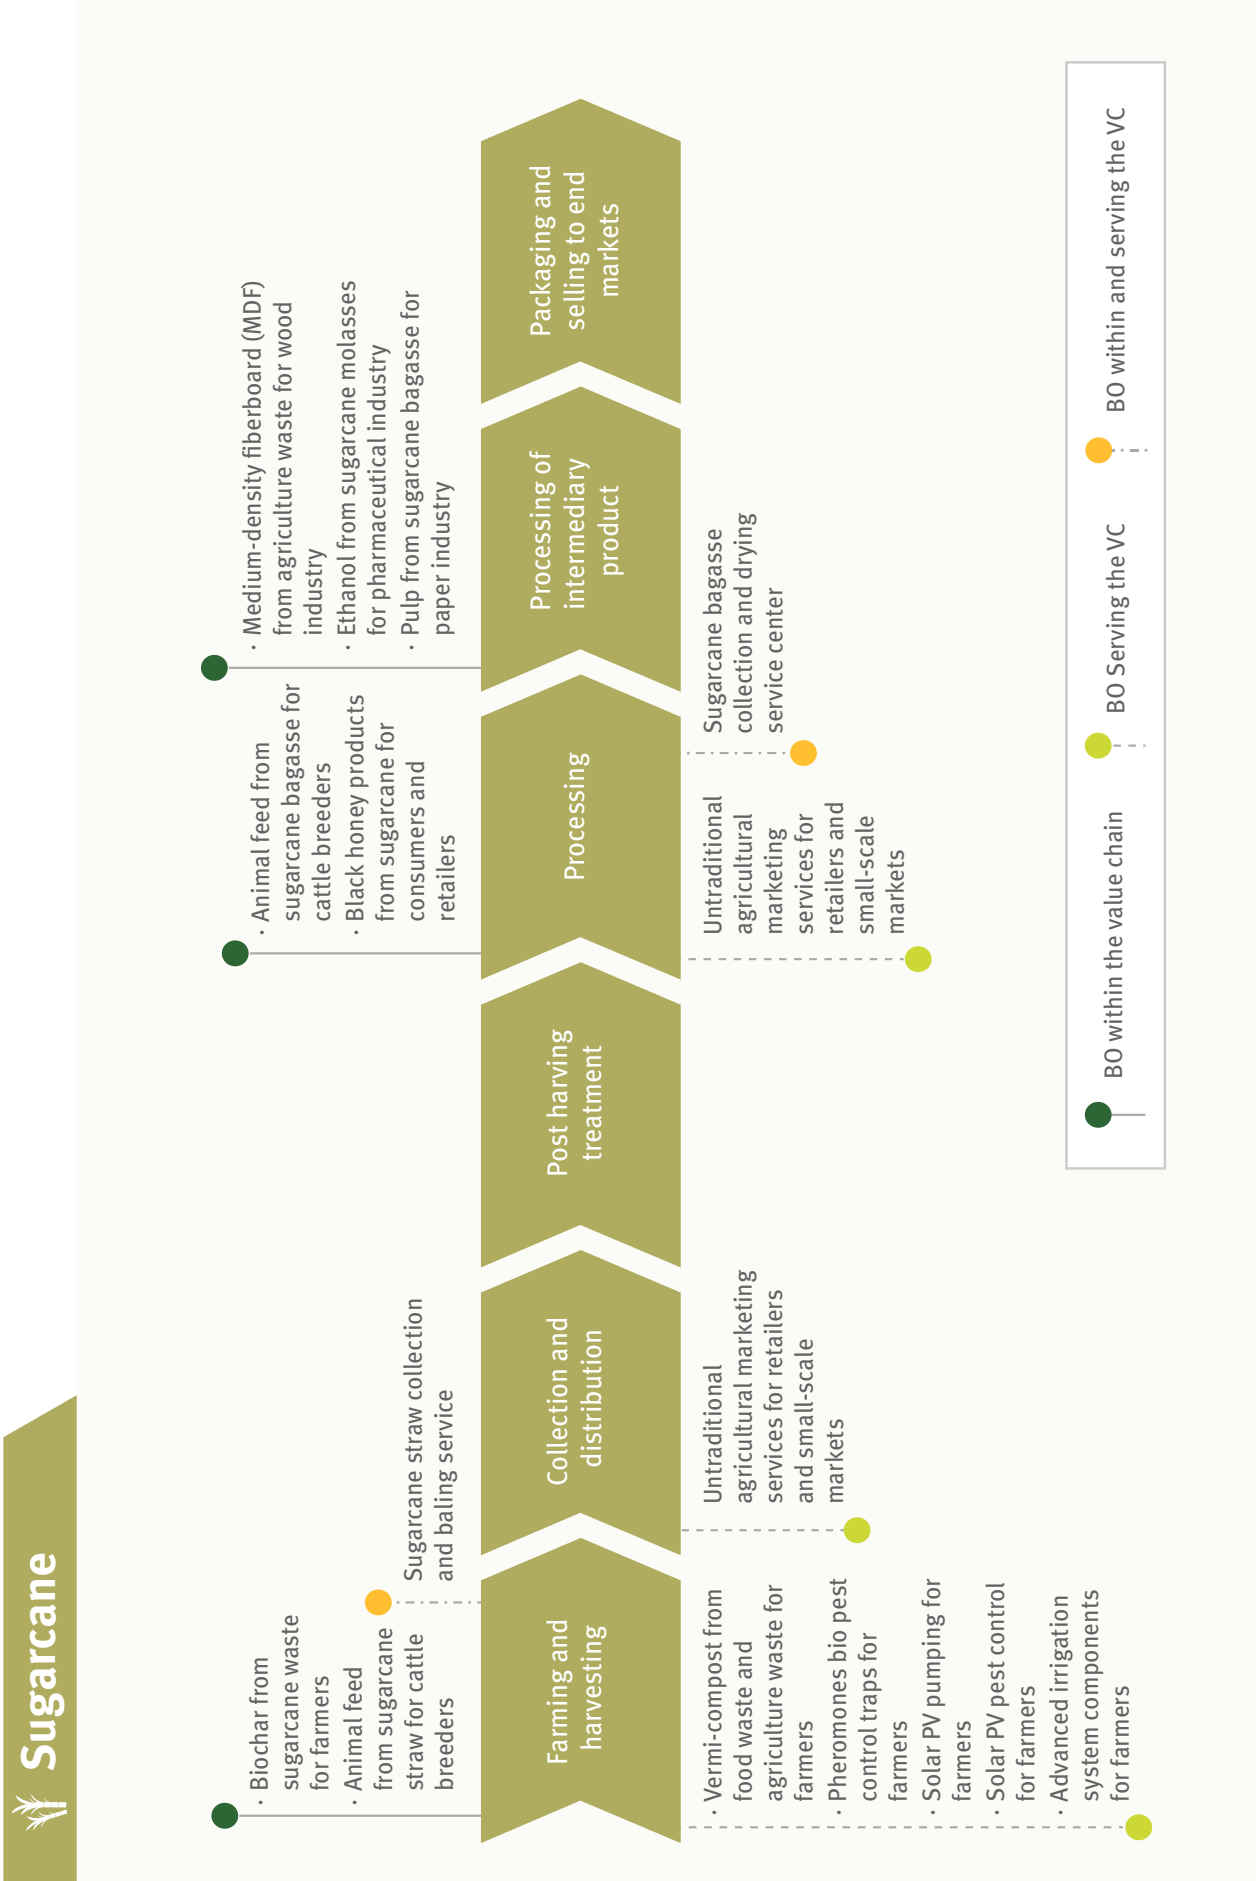 Sugarcane
· Biochar from
sugarcane waste
for farmers
· Animal feed
from sugarcane
straw for cattle
breeders
Sugarcane straw collection
and baling service
· Animal feed from
sugarcane bagasse for
cattle breeders
· Black honey products
from sugarcane for
consumers and
retailers
· Medium-density fiberboard (MDF)
from agriculture waste for wood
industry
· Ethanol from sugarcane molasses
for pharmaceutical industry
· Pulp from sugarcane bagasse for
paper industry
Farming and
harvesting
Collection and
distribution
Post harving
treatment
Processing
Processing of
intermediary
product
Packaging and
selling to end
markets
· Vermi-compost from
food waste and
agriculture waste for
farmers
· Pheromones bio pest
control traps for
farmers
· Solar PV pumping for
farmers
· Solar PV pest control
for farmers
· Advanced irrigation
system components
for farmers
Untraditional
agricultural marketing
services for retailers
and small-scale
markets
Untraditional
agricultural
marketing
services for
retailers and
small-scale
markets
Sugarcane bagasse
collection and drying
service center
BO within the value chain
BO Serving the VC
BO within and serving the VC